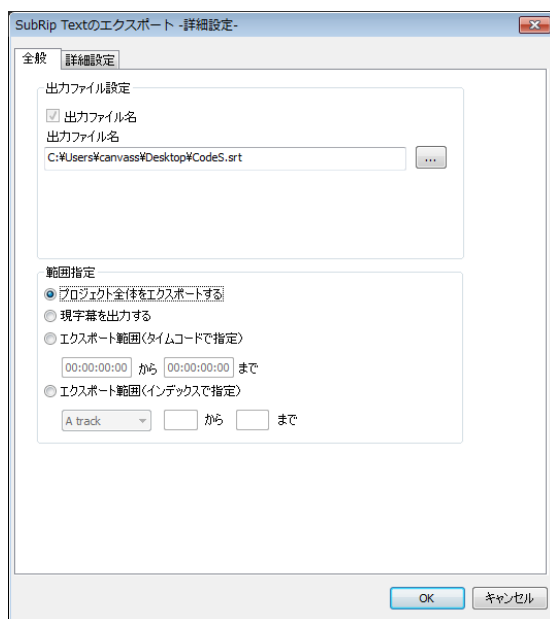 SubRip Textのエクスポート -詳細設定-
全般 詳細設定
出力ファイル設定
出力ファイル名
出力ファイル名
C:¥Users¥canvass¥Desktop¥CodeS.srt ...
範囲指定
プロジェクト全体をエクスポートする
現字幕を出力する
エクスポート範囲(タイムコードで指定)
00:00:00:00 から 00:00:00:00 まで
エクスポート範囲(インデックスで指定)
A track から まで
OK キャンセル